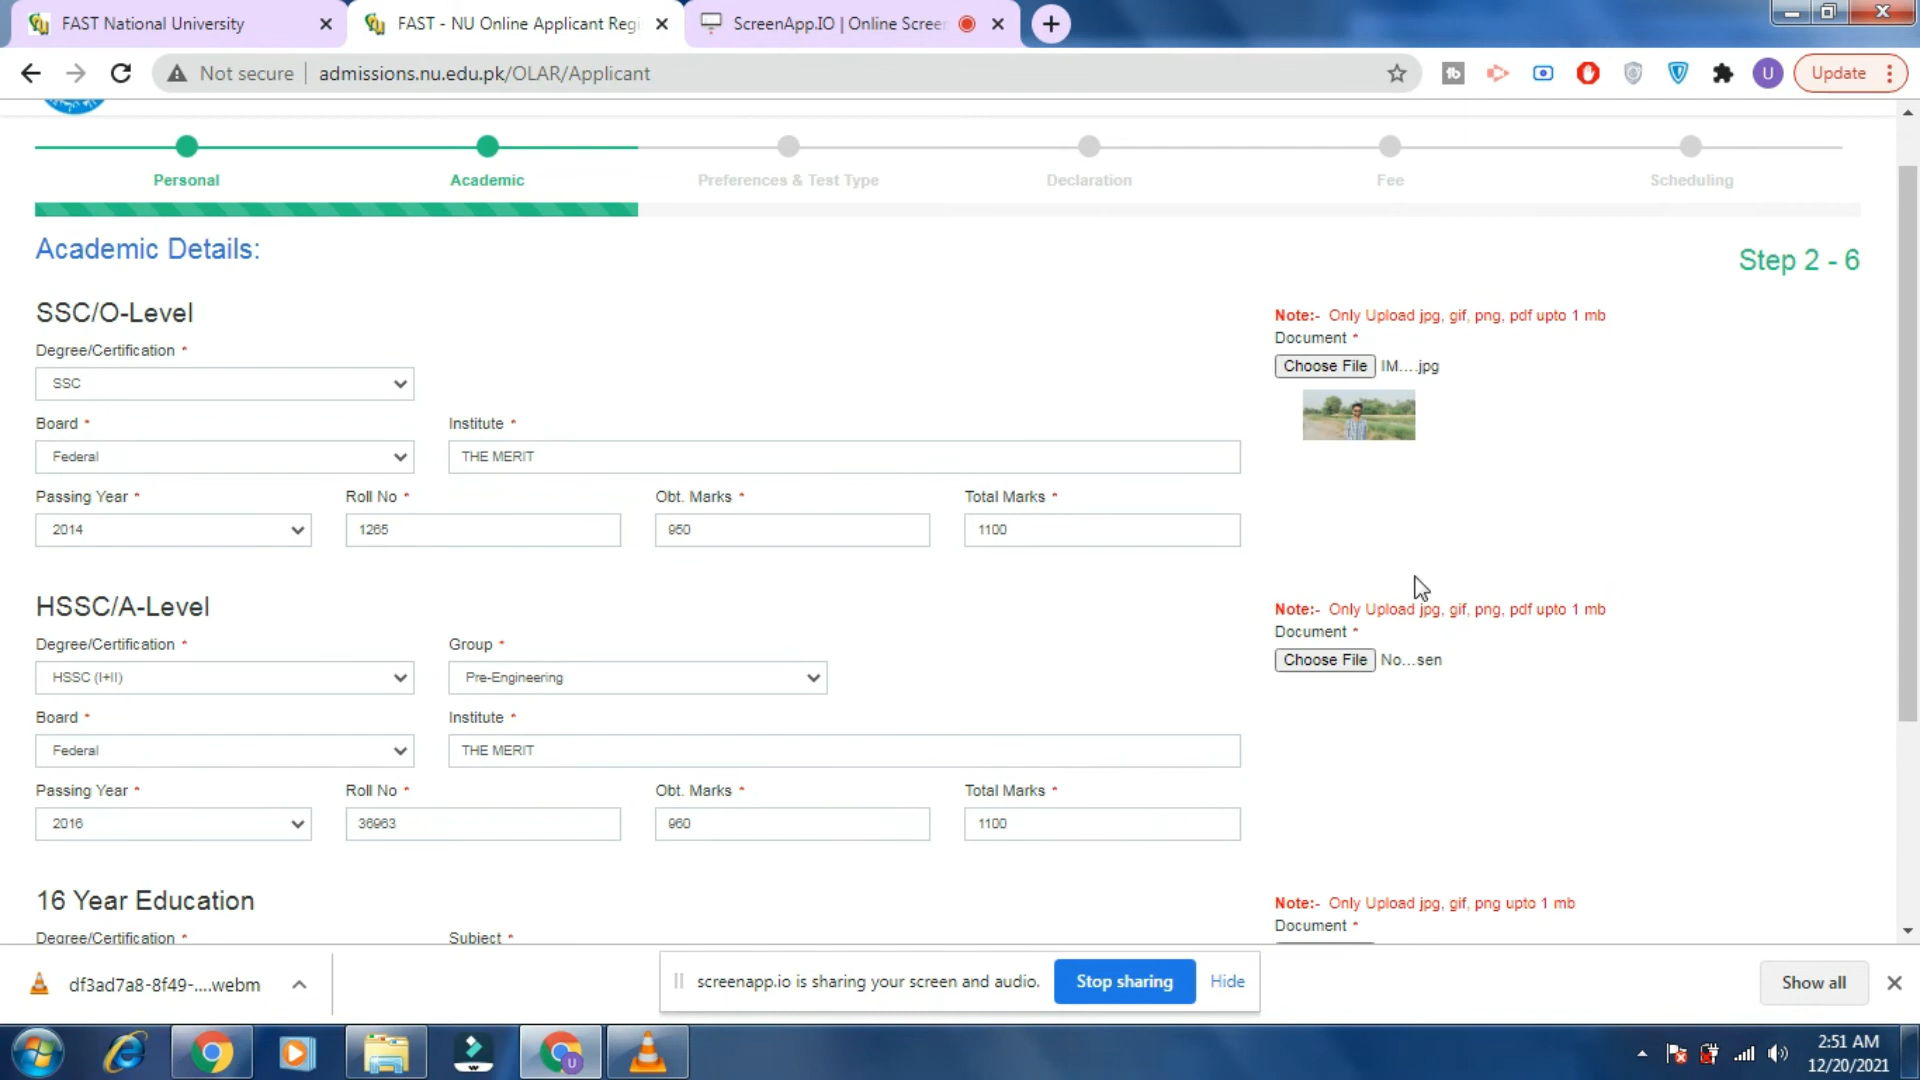 FAST National University
FAST - NU Online Applicant Regi
ScreenApp.IO | Online Screen
Not secure
admissions.nu.edu.pk/OLAR/Applicant
U
Update
Personal
Academic
Preferences & Test Type
Declaration
Fee
Scheduling
Academic Details:
Step 2 - 6
SSC/O-Level
Note:- Only Upload jpg, gif, png, pdf upto 1 mb
Degree/Certification *
Document *
SSC
Choose File IM....jpg
Board *
Institute *
Federal
THE MERIT
Passing Year *
Roll No *
Obt. Marks *
Total Marks *
2014
1265
950
1100
HSSC/A-Level
Note:- Only Upload jpg, gif, png, pdf upto 1 mb
Degree/Certification *
Group *
Document *
HSSC (I+II)
Pre-Engineering
Choose File No...sen
Board *
Institute *
Federal
THE MERIT
Passing Year *
Roll No *
Obt. Marks *
Total Marks *
2016
36963
960
1100
16 Year Education
Note:- Only Upload jpg, gif, png upto 1 mb
Degree/Certification *
Subject *
Document *
df3ad7a8-8f49-....webm
screenapp.io is sharing your screen and audio.
Stop sharing
Hide
Show all
2:51 AM
12/20/2021